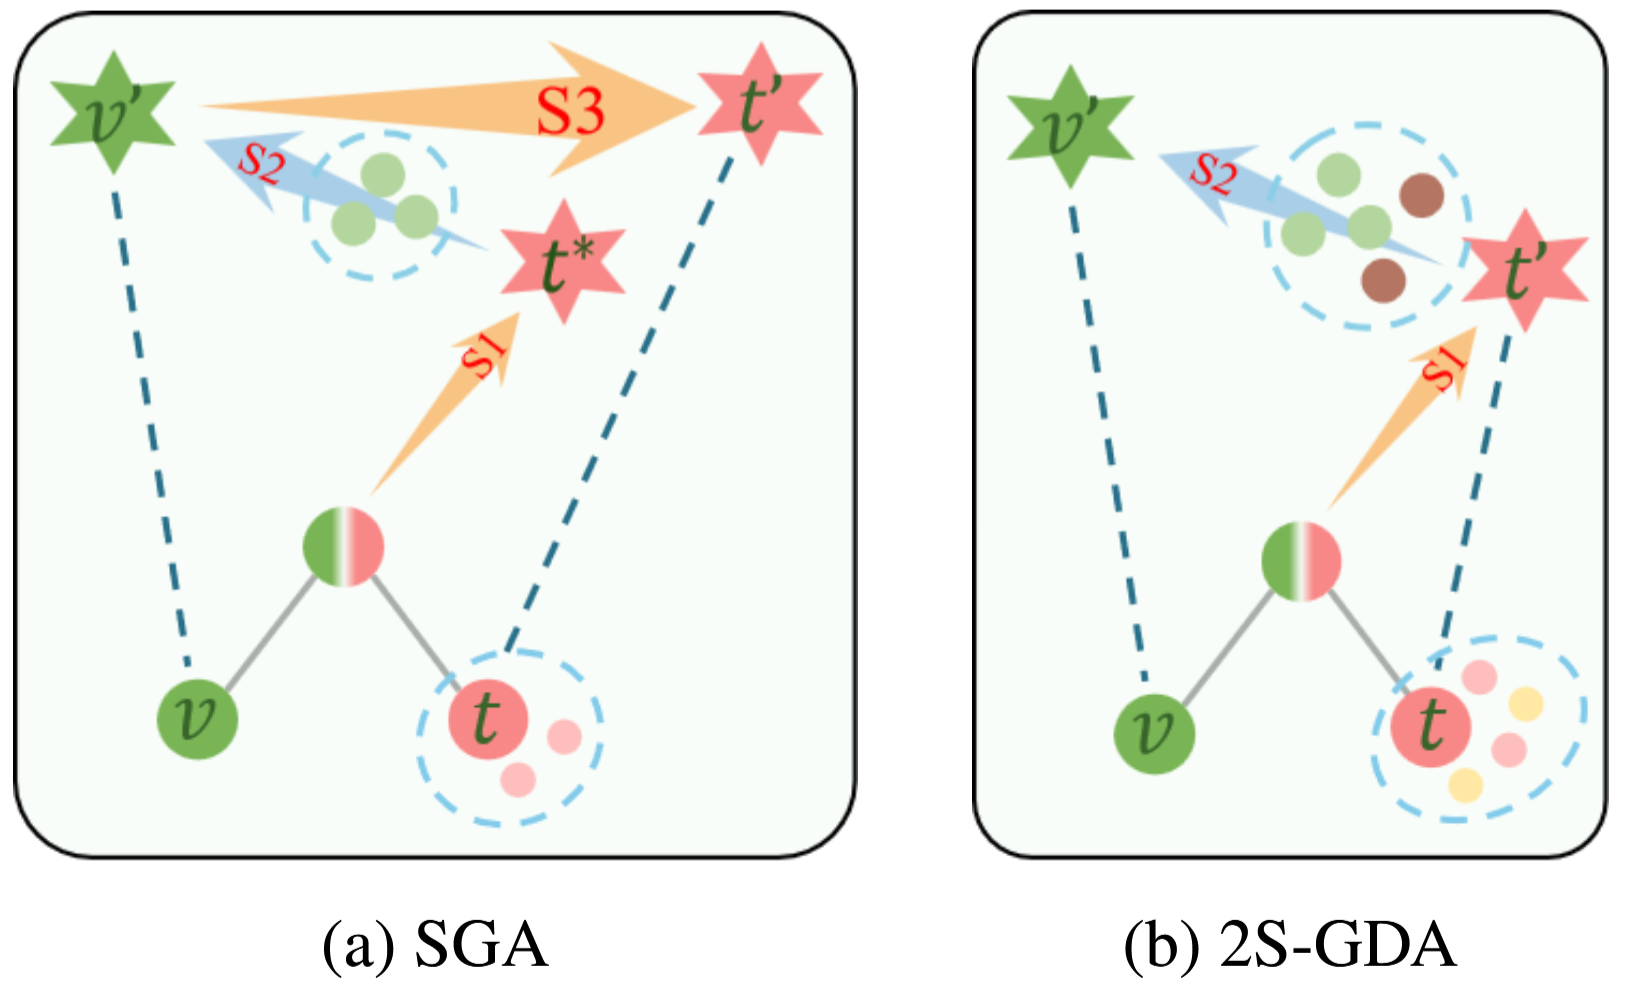 v’ S3 t’
S2
t*
S1
v t
(a) SGA
v’
S2
t’
S1
v t
(b) 2S-GDA